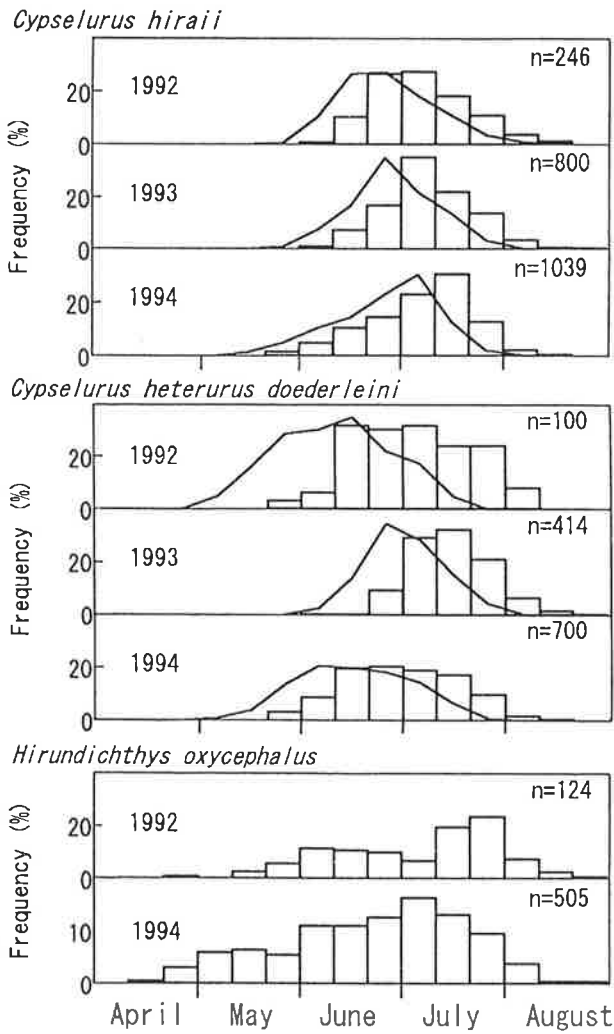 Cypselurus hiraii
Frequency (%)
20
0
1992
n=246
20
0
1993
n=800
20
0
1994
n=1039
Cypselurus heterurus doederleini
Frequency (%)
20
0
1992
n=100
20
0
1993
n=414
20
0
1994
n=700
Hirundichthys oxycephalus
Frequency (%)
20
0
1992
n=124
10
0
1994
n=505
April May June July August